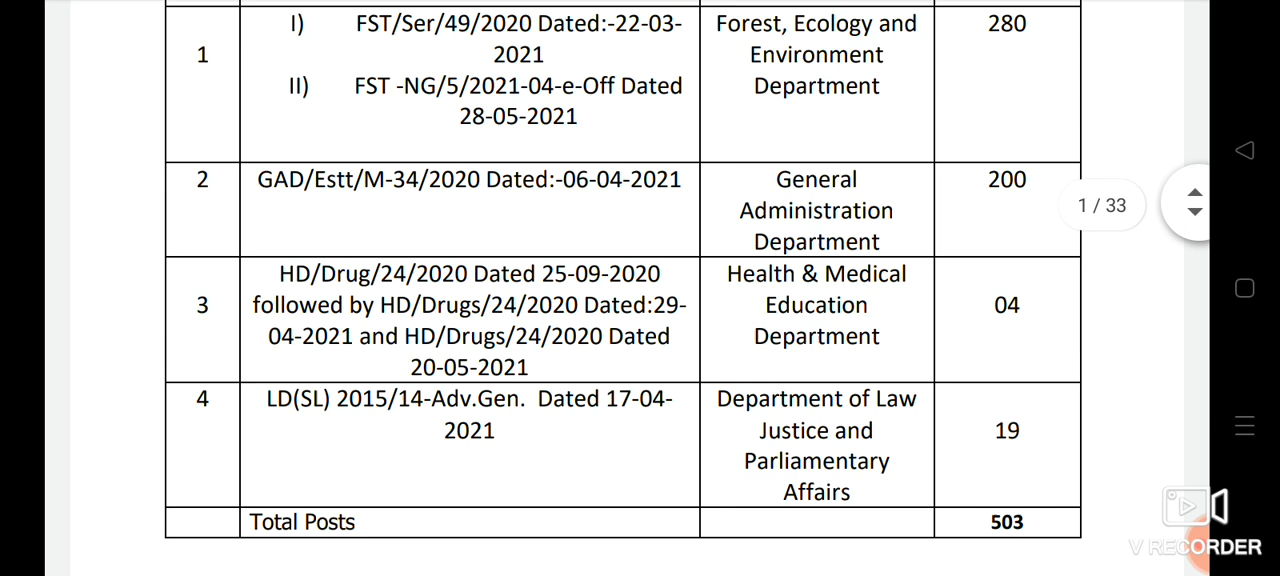 1
I) FST/Ser/49/2020 Dated:-22-03-
2021
II) FST -NG/5/2021-04-e-Off Dated
28-05-2021
Forest, Ecology and
Environment
Department
280
2
GAD/Estt/M-34/2020 Dated:-06-04-2021
General
Administration
Department
200
3
HD/Drug/24/2020 Dated 25-09-2020
followed by HD/Drugs/24/2020 Dated:29-
04-2021 and HD/Drugs/24/2020 Dated
20-05-2021
Health & Medical
Education
Department
04
4
LD(SL) 2015/14-Adv.Gen. Dated 17-04-
2021
Department of Law
Justice and
Parliamentary
Affairs
19
Total Posts
503
1 / 33
V RECORDER